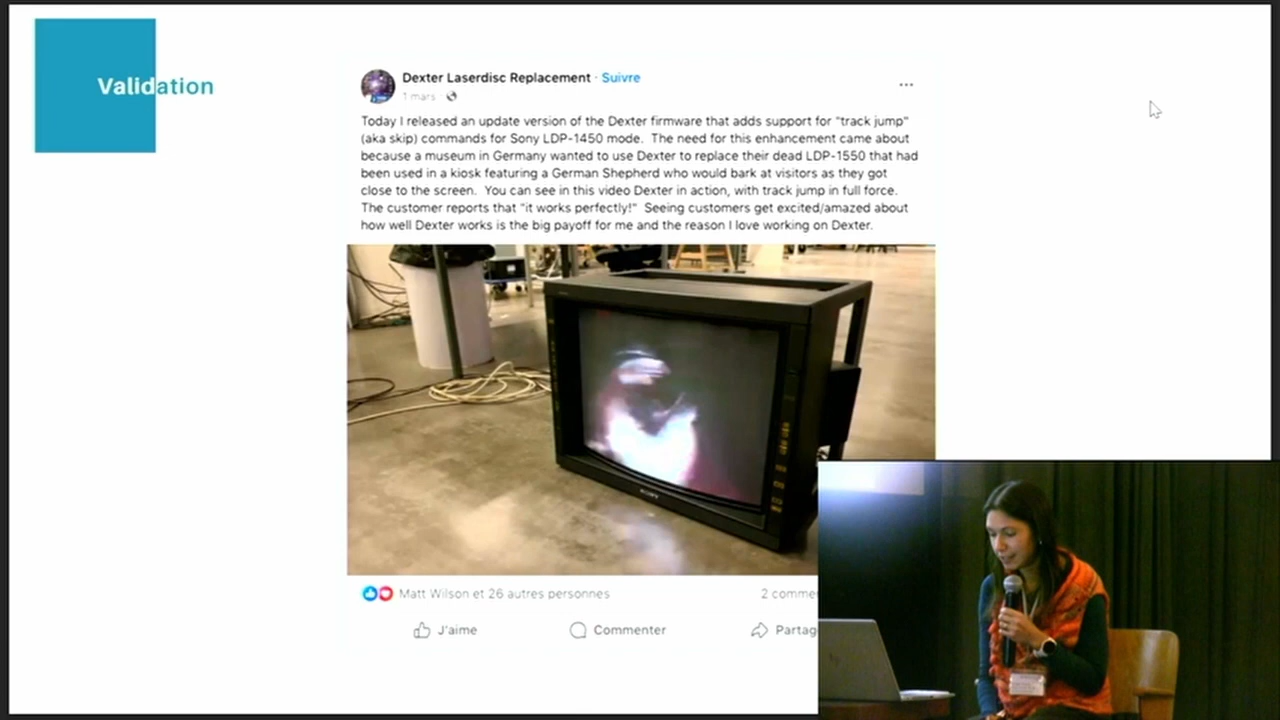 Validation
Dexter Laserdisc Replacement · Suivre
1 mars ·
Today I released an update version of the Dexter firmware that adds support for "track jump"
(aka skip) commands for Sony LDP-1450 mode. The need for this enhancement came about
because a museum in Germany wanted to use Dexter to replace their dead LDP-1550 that had
been used in a kiosk featuring a German Shepherd who would bark at visitors as they got
close to the screen. You can see in this video Dexter in action, with track jump in full force.
The customer reports that "it works perfectly!" Seeing customers get excited/amazed about
how well Dexter works is the big payoff for me and the reason I love working on Dexter.
SONY
Matt Wilson et 26 autres personnes
2 comme
J'aime
Commenter
Partag